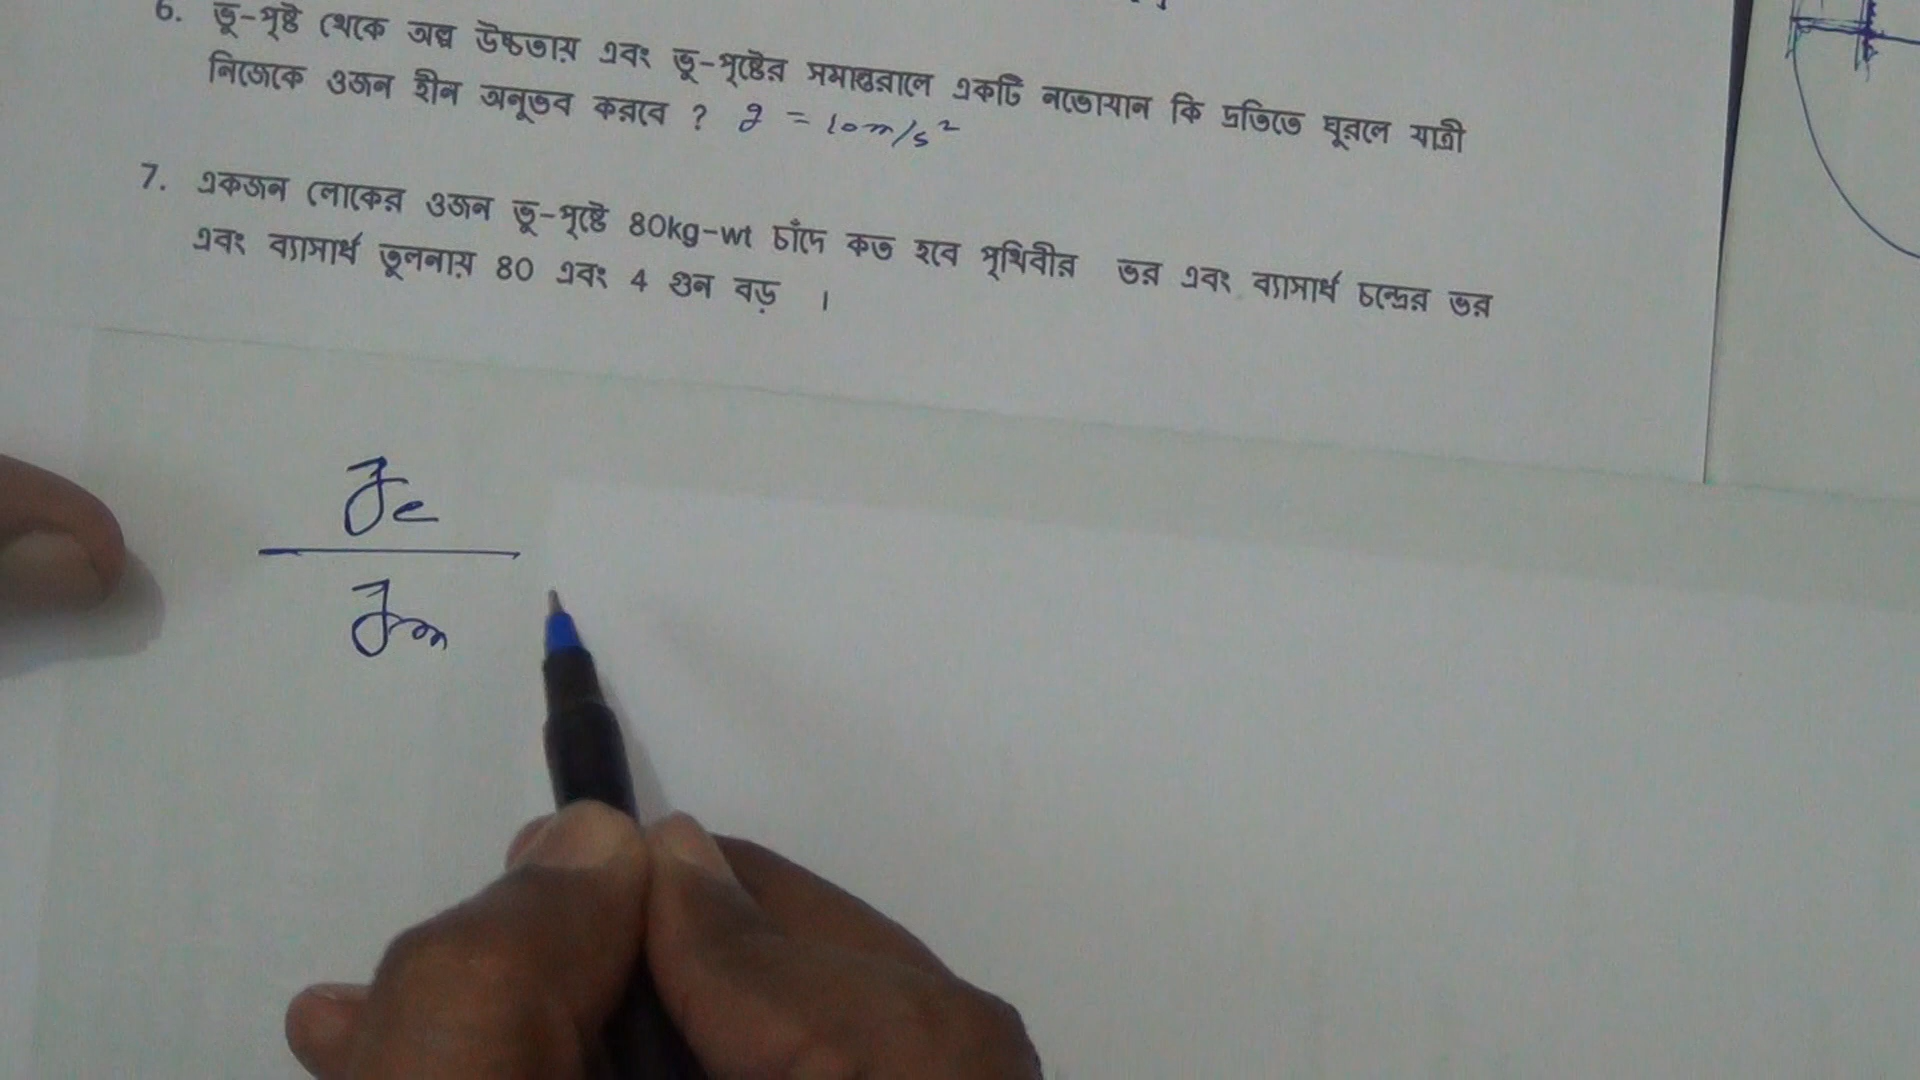 6. ভূ-পৃষ্ঠ থেকে অল্প উচ্চতায় এবং ভূ-পৃষ্টের সমান্তরালে একটি নভোযান কি দ্রতিতে ঘূরলে যাত্রী
নিজেকে ওজন হীন অনূভব করবে ? g = 10m/s²
7. একজন লোকের ওজন ভূ-পৃষ্টে 80kg-wt চাঁদে কত হবে পৃথিবীর ভর এবং ব্যাসার্ধ চন্দ্রের ভর
এবং ব্যাসার্ধ তূলনায় 80 এবং 4 গুন বড় ।
ge
gm